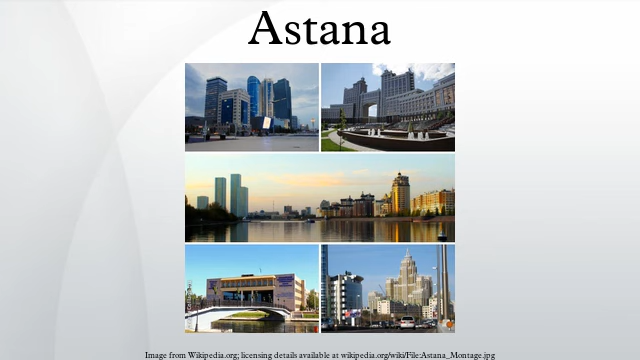 Astana
Image from Wikipedia.org; licensing details available at wikipedia.org/wiki/File:Astana_Montage.jpg